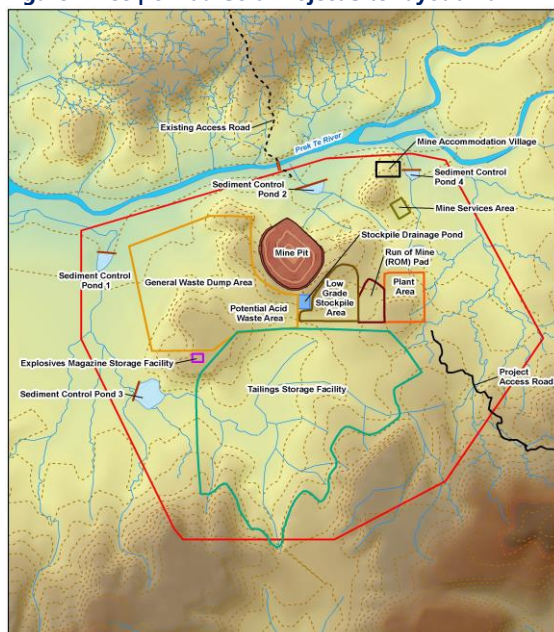 Existing Access Road
Prek Te River
Mine Accommodation Village
Sediment Control
Pond 2
Sediment Control
Pond 4
Mine Services Area
Stockpile Drainage Pond
Mine Pit
Run of Mine
(ROM) Pad
Sediment Control
Pond 1
General Waste Dump Area
Low
Grade
Stockpile
Area
Plant
Area
Potential Acid
Waste Area
Explosives Magazine Storage Facility
Project
Access Road
Sediment Control Pond 3
Tailings Storage Facility